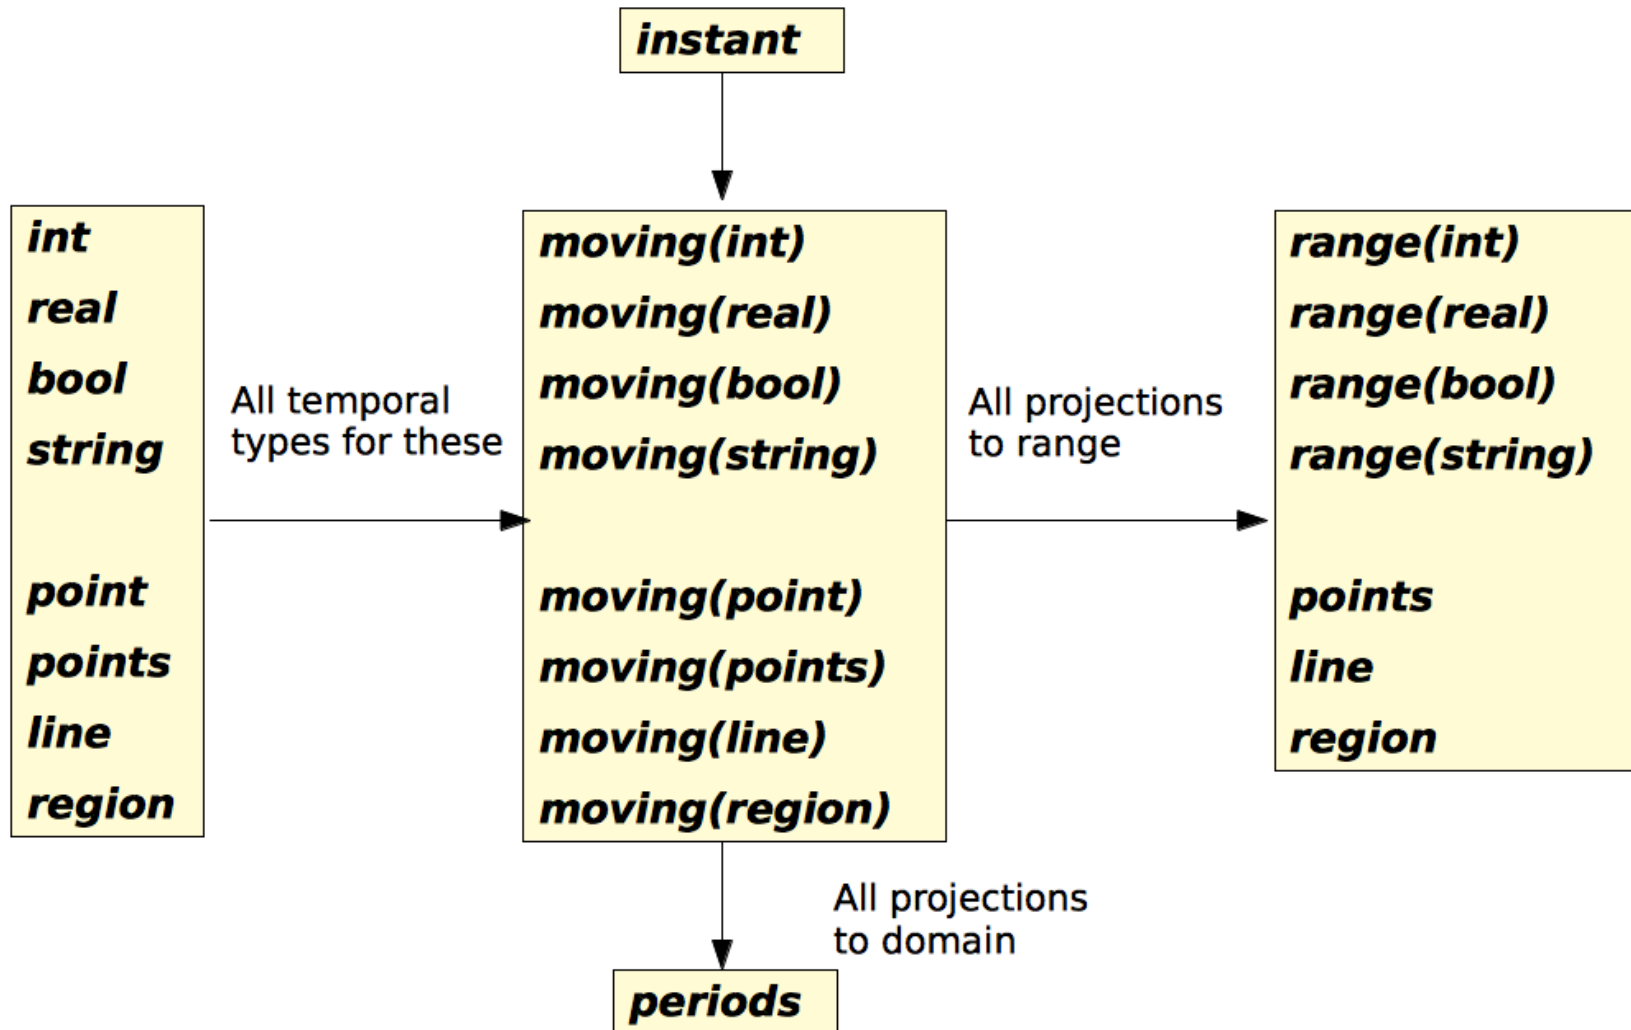 instant
int
real
bool
string
point
points
line
region
All temporal
types for these
moving(int)
moving(real)
moving(bool)
moving(string)
moving(point)
moving(points)
moving(line)
moving(region)
All projections
to range
range(int)
range(real)
range(bool)
range(string)
points
line
region
All projections
to domain
periods